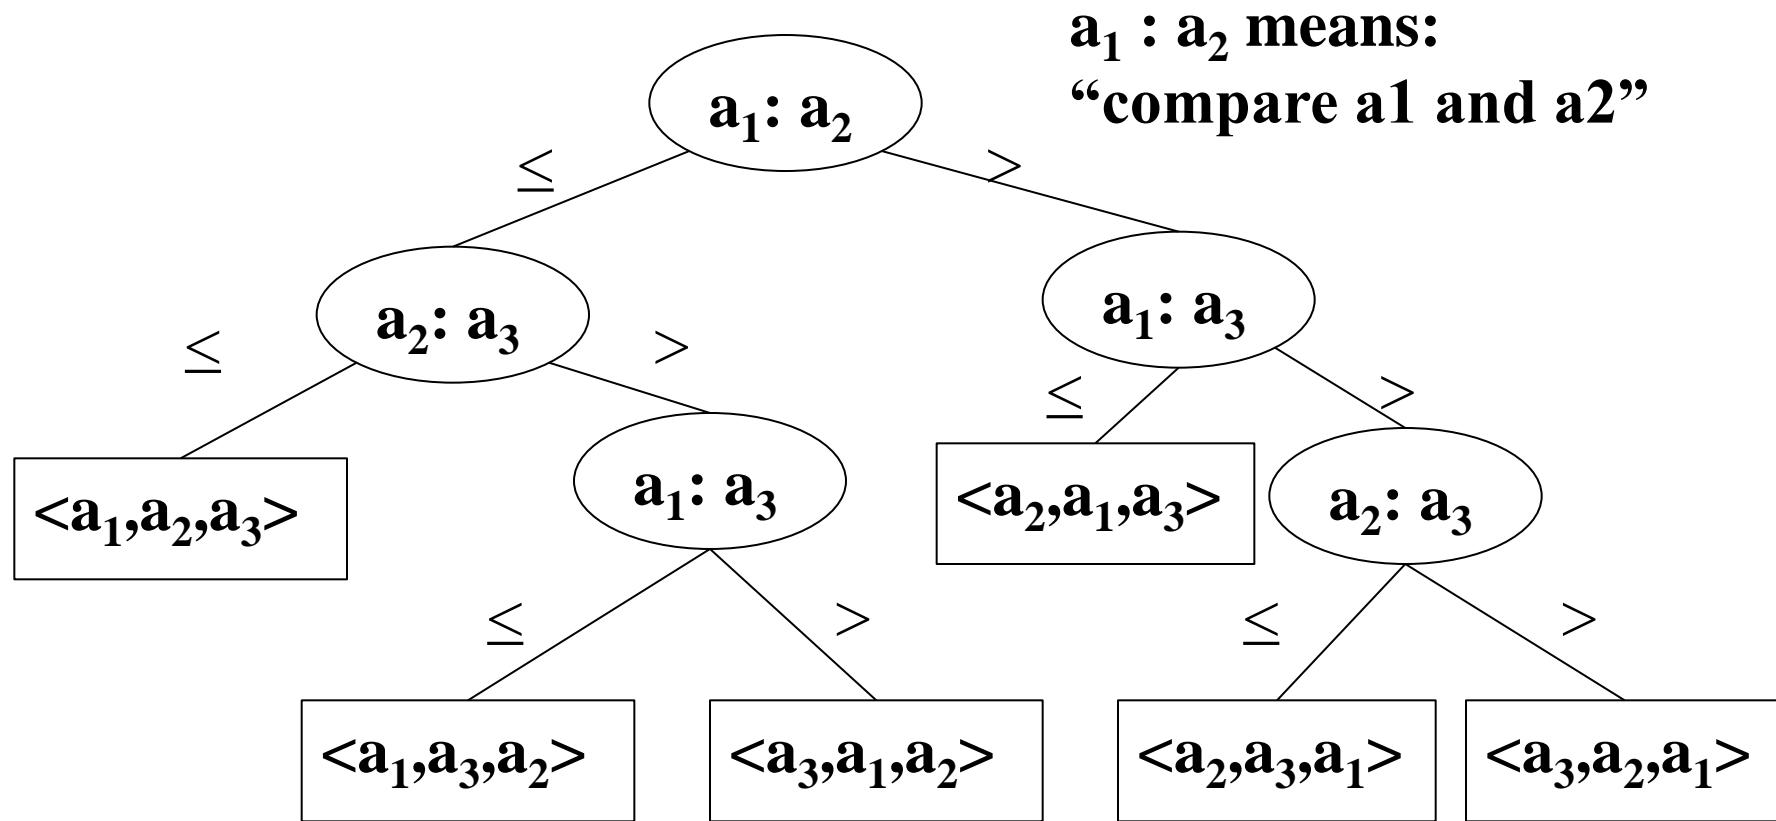 a₁ : a₂ means:
“compare a1 and a2”
a₁: a₂
≤
>
a₂: a₃
a₁: a₃
≤
>
≤
>
<a₁,a₂,a₃>
a₁: a₃
<a₂,a₁,a₃>
a₂: a₃
≤
>
≤
>
<a₁,a₃,a₂>
<a₃,a₁,a₂>
<a₂,a₃,a₁>
<a₃,a₂,a₁>